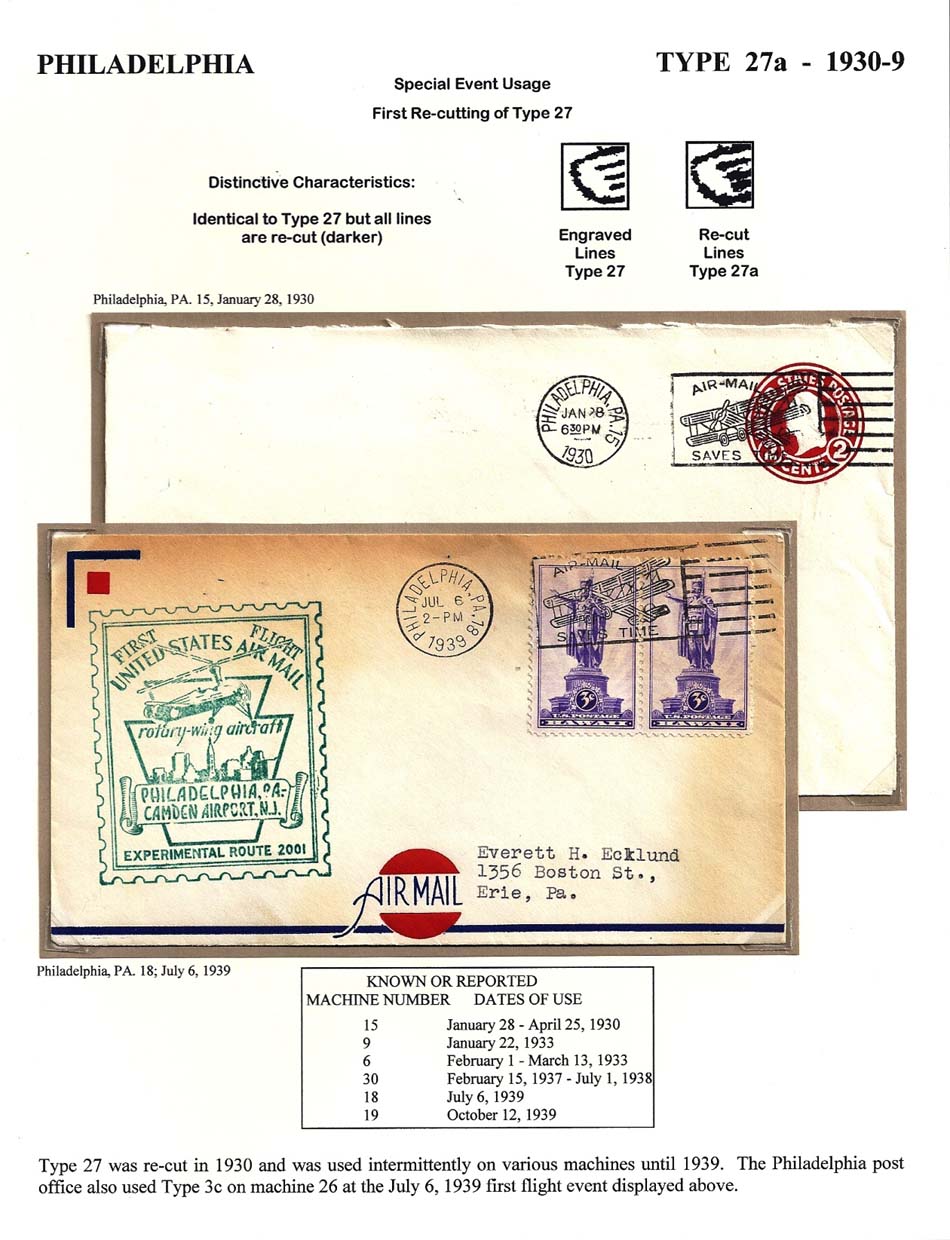 PHILADELPHIA
TYPE 27a - 1930-9
Special Event Usage
First Re-cutting of Type 27
Distinctive Characteristics:
Identical to Type 27 but all lines
are re-cut (darker)
Engraved
Lines
Type 27
Re-cut
Lines
Type 27a
Philadelphia, PA. 15, January 28, 1930
PHILADELPHIA, PA. 15
JAN 28
630PM
1930
AIR-MAIL
SAVES
STATES POSTAGE
2
CENTS
FIRST FLIGHT
UNITED STATES AIR MAIL
rotary-wing aircraft
PHILADELPHIA, PA-
CAMDEN AIRPORT, N.J.
EXPERIMENTAL ROUTE 2001
PHILADELPHIA, PA. 18
JUL 6
2-PM
1939
AIR-MAIL
SAVES TIME
3¢
U.S. POSTAGE
HAWAII
3¢
U.S. POSTAGE
HAWAII
AIR MAIL
Everett H. Ecklund
1356 Boston St.,
Erie, Pa.
Philadelphia, PA. 18; July 6, 1939
KNOWN OR REPORTED
MACHINE NUMBER DATES OF USE
15 January 28 - April 25, 1930
9 January 22, 1933
6 February 1 - March 13, 1933
30 February 15, 1937 - July 1, 1938
18 July 6, 1939
19 October 12, 1939
Type 27 was re-cut in 1930 and was used intermittently on various machines until 1939. The Philadelphia post
office also used Type 3c on machine 26 at the July 6, 1939 first flight event displayed above.